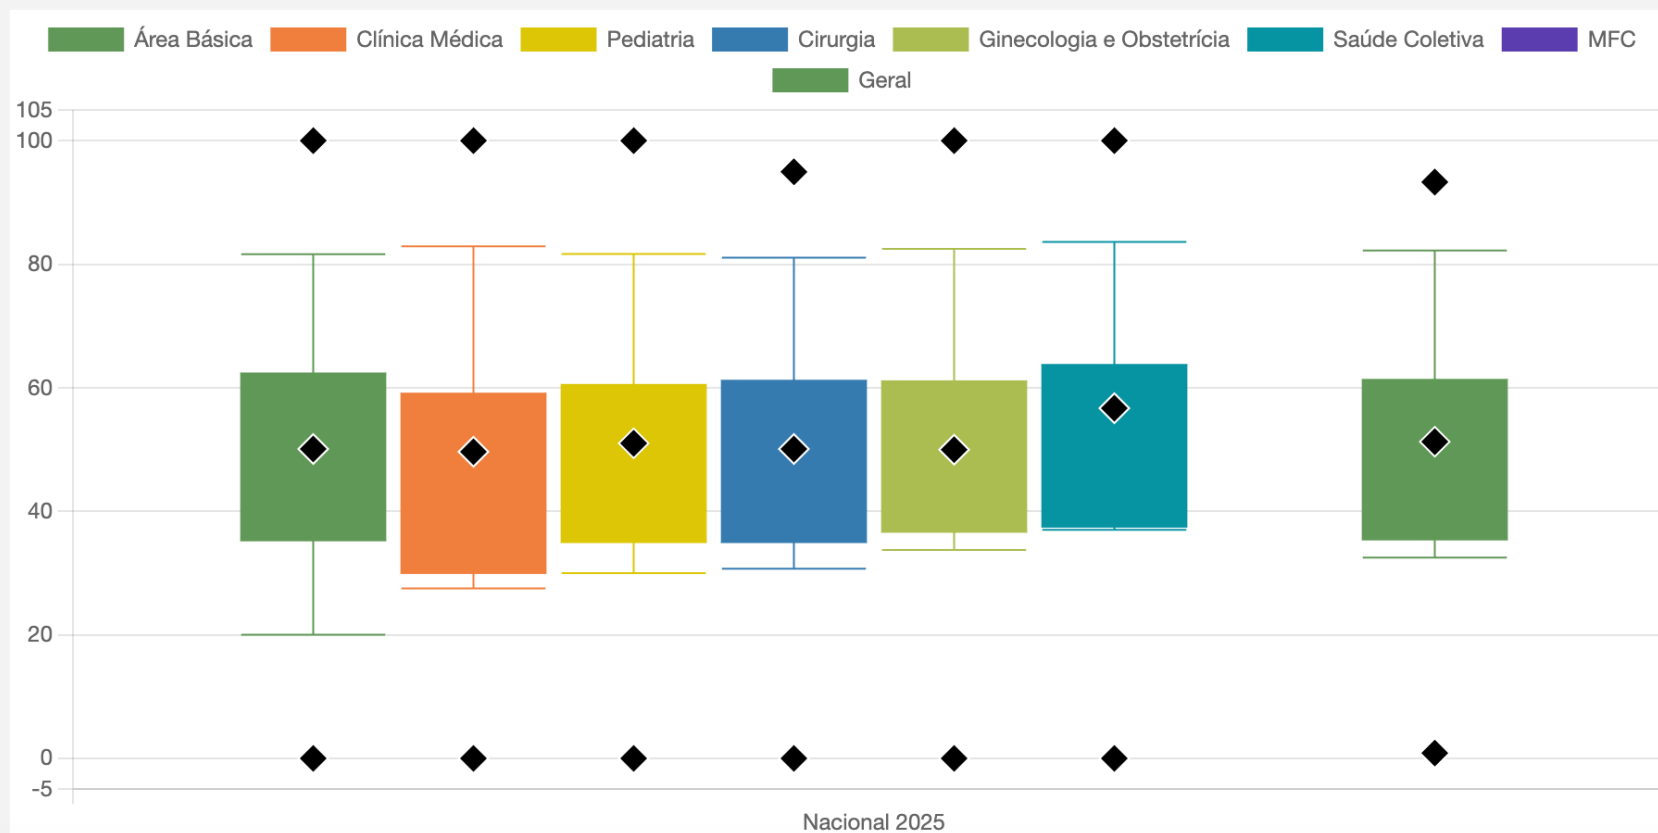 Área Básica Clínica Médica Pediatria Cirurgia Ginecologia e Obstetrícia Saúde Coletiva MFC
Geral
105
100
80
60
40
20
0
-5
Nacional 2025